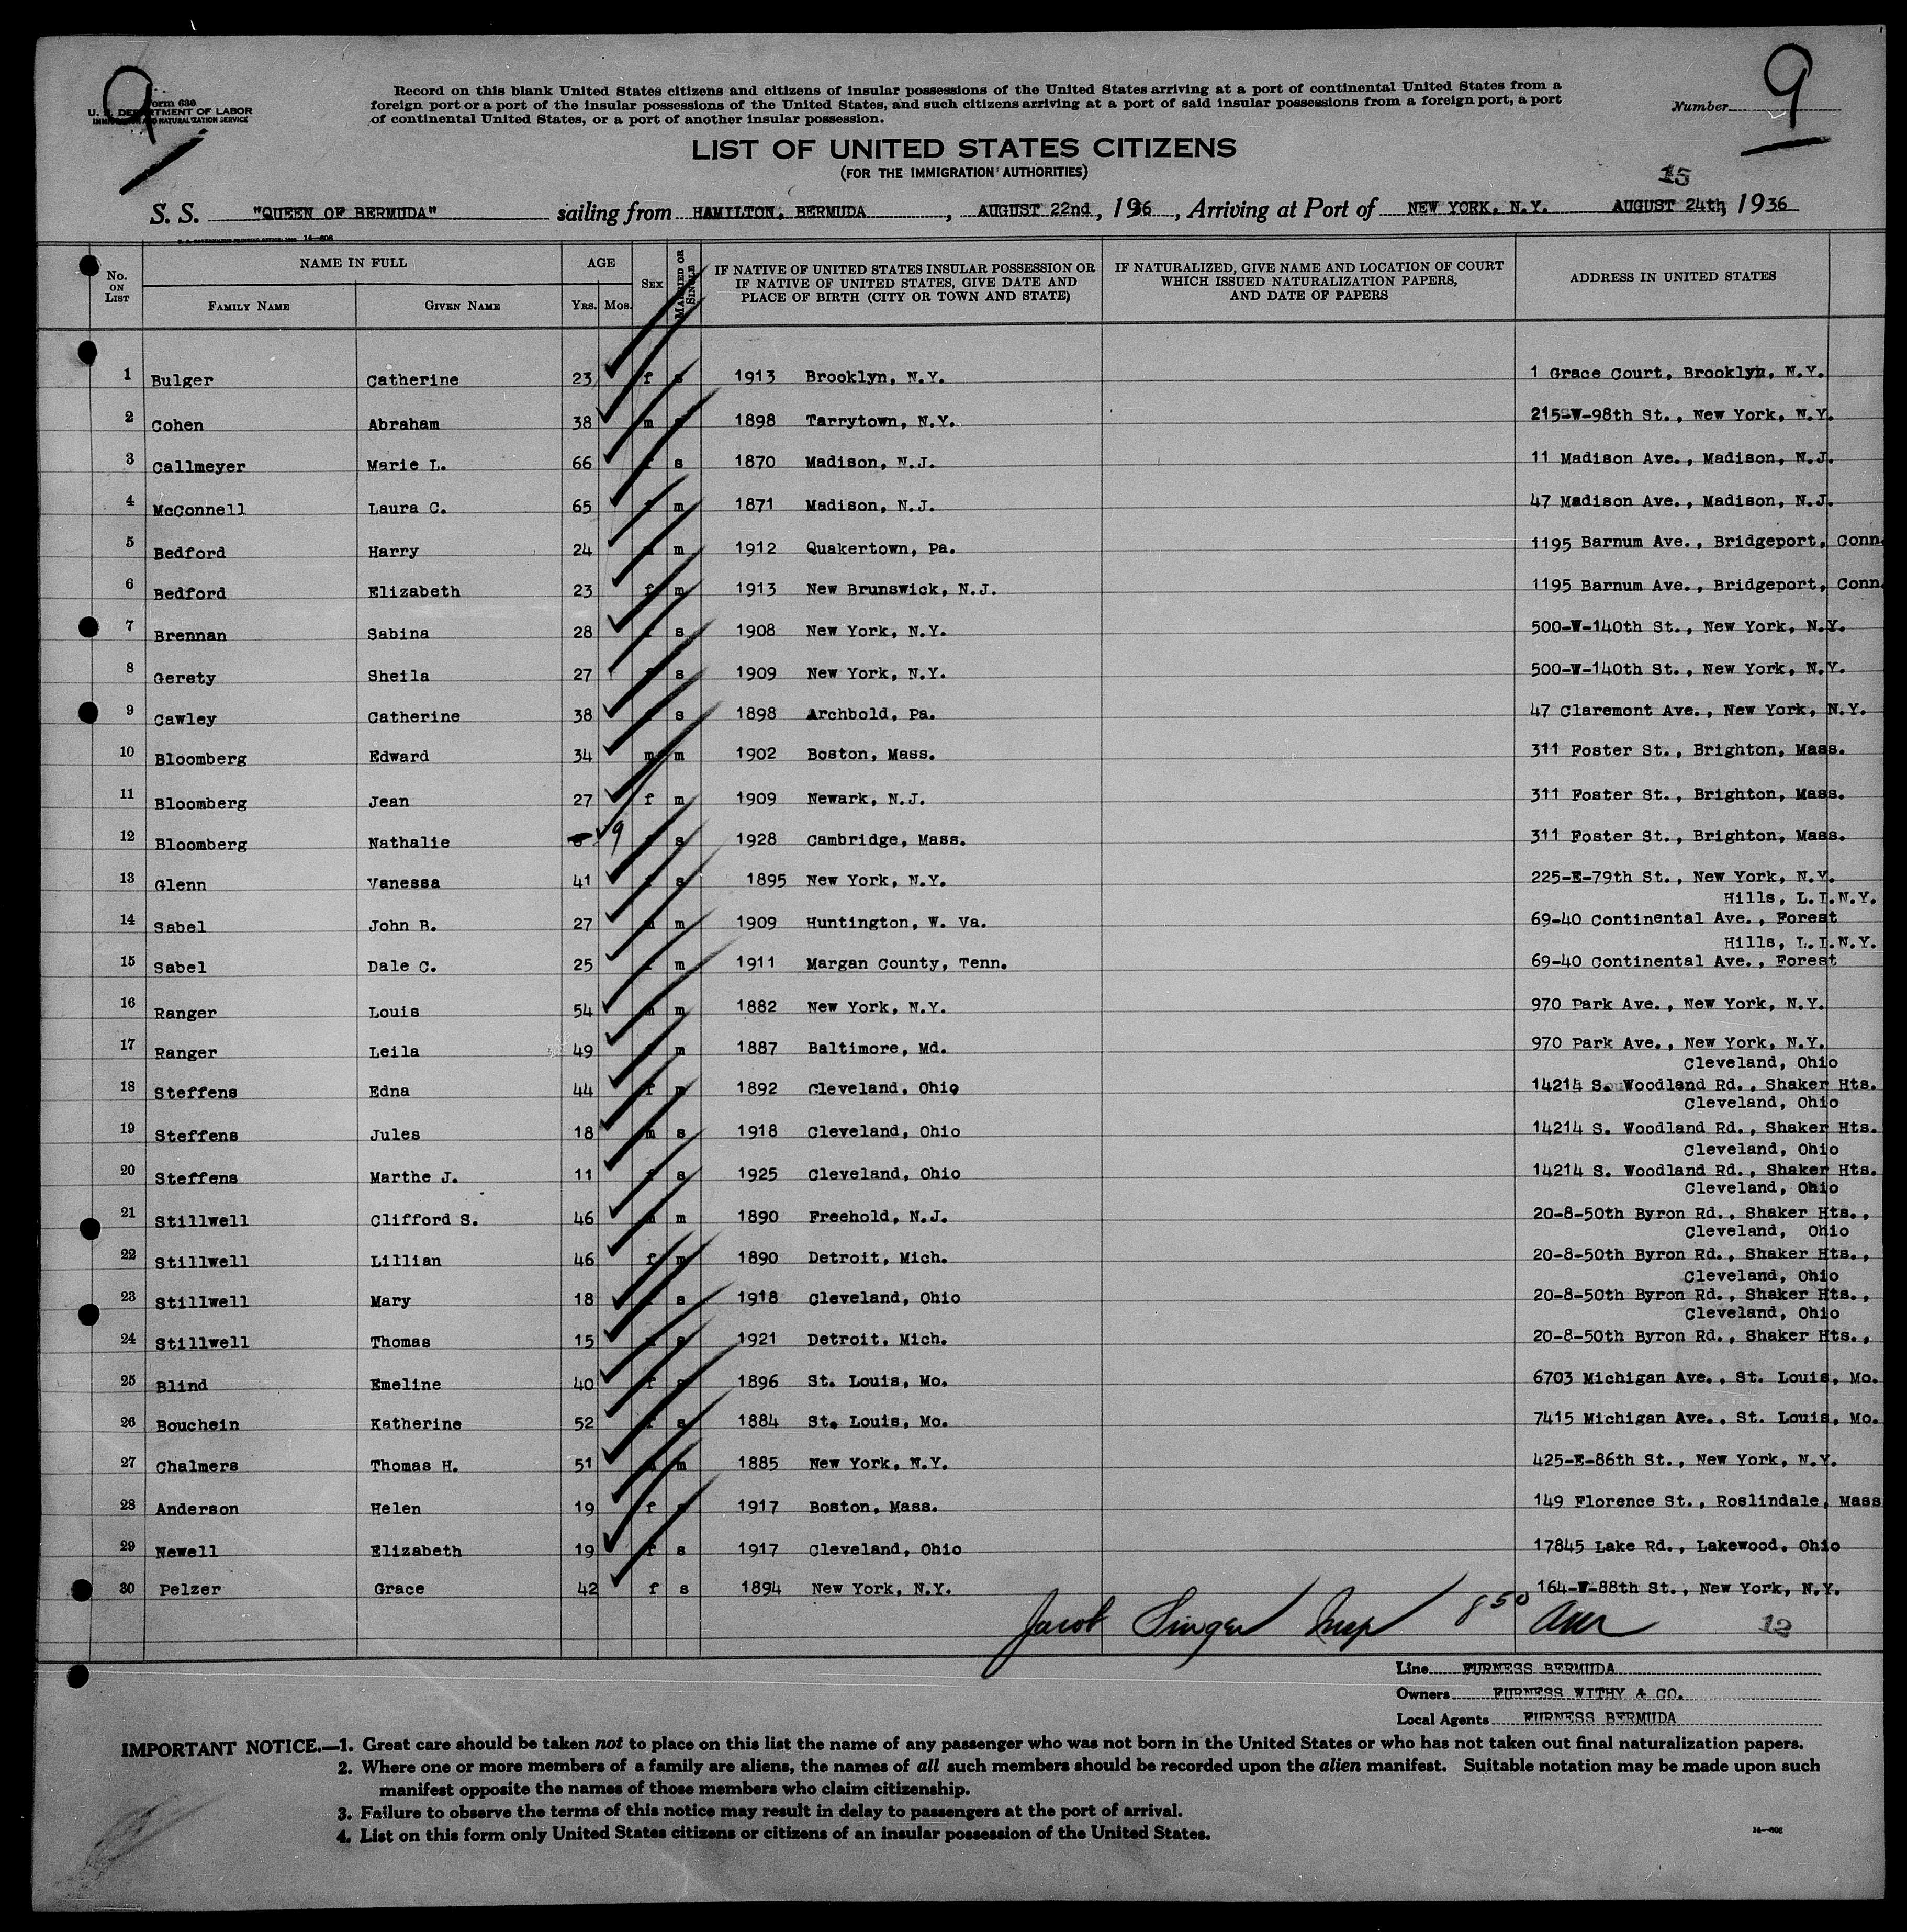 9
9
Form 630
U. S. DEPARTMENT OF LABOR
IMMIGRATION AND NATURALIZATION SERVICE
Record on this blank United States citizens and citizens of insular possessions of the United States arriving at a port of continental United States from a
foreign port or a port of the insular possessions of the United States, and such citizens arriving at a port of said insular possessions from a foreign port, a port
of continental United States, or a port of another insular possession.
Number
LIST OF UNITED STATES CITIZENS
(FOR THE IMMIGRATION AUTHORITIES)
15
S. S. "QUEEN OF BERMUDA" sailing from HAMILTON, BERMUDA, AUGUST 22nd, 1936, Arriving at Port of NEW YORK, N.Y. AUGUST 24th, 1936
No. ON LIST
NAME IN FULL
FAMILY NAME
GIVEN NAME
AGE
YRS. MOS.
SEX
MARRIED OR SINGLE
IF NATIVE OF UNITED STATES INSULAR POSSESSION OR
IF NATIVE OF UNITED STATES, GIVE DATE AND
PLACE OF BIRTH (CITY OR TOWN AND STATE)
IF NATURALIZED, GIVE NAME AND LOCATION OF COURT
WHICH ISSUED NATURALIZATION PAPERS,
AND DATE OF PAPERS
ADDRESS IN UNITED STATES
1 Bulger Catherine 23 f s 1913 Brooklyn, N.Y. 1 Grace Court, Brooklyn, N.Y.
2 Cohen Abraham 38 m 1898 Tarrytown, N.Y. 215-W-98th St., New York, N.Y.
3 Callmeyer Marie L. 66 f s 1870 Madison, N.J. 11 Madison Ave., Madison, N.J.
4 McConnell Laura C. 65 f m 1871 Madison, N.J. 47 Madison Ave., Madison, N.J.
5 Bedford Harry 24 m m 1912 Quakertown, Pa. 1195 Barnum Ave., Bridgeport, Conn.
6 Bedford Elizabeth 23 f m 1913 New Brunswick, N.J. 1195 Barnum Ave., Bridgeport, Conn.
7 Brennan Sabina 28 f s 1908 New York, N.Y. 500-W-140th St., New York, N.Y.
8 Gerety Sheila 27 f s 1909 New York, N.Y. 500-W-140th St., New York, N.Y.
9 Cawley Catherine 38 f s 1898 Archbold, Pa. 47 Claremont Ave., New York, N.Y.
10 Bloomberg Edward 34 m m 1902 Boston, Mass. 311 Foster St., Brighton, Mass.
11 Bloomberg Jean 27 f m 1909 Newark, N.J. 311 Foster St., Brighton, Mass.
12 Bloomberg Nathalie 9 f s 1928 Cambridge, Mass. 311 Foster St., Brighton, Mass.
13 Glenn Vanessa 41 f s 1895 New York, N.Y. 225-E-79th St., New York, N.Y.
Hills, L.I.N.Y.
14 Sabel John B. 27 m m 1909 Huntington, W. Va. 69-40 Continental Ave., Forest
Hills, L.I.N.Y.
15 Sabel Dale C. 25 f m 1911 Margan County, Tenn. 69-40 Continental Ave., Forest
16 Ranger Louis 54 m m 1882 New York, N.Y. 970 Park Ave., New York, N.Y.
17 Ranger Leila 49 f m 1887 Baltimore, Md. 970 Park Ave., New York, N.Y.
Cleveland, Ohio
18 Steffens Edna 44 f m 1892 Cleveland, Ohio 14214 S. Woodland Rd., Shaker Hts.
Cleveland, Ohio
19 Steffens Jules 18 m s 1918 Cleveland, Ohio 14214 S. Woodland Rd., Shaker Hts.
Cleveland, Ohio
20 Steffens Marthe J. 11 f s 1925 Cleveland, Ohio 14214 S. Woodland Rd., Shaker Hts.
Cleveland, Ohio
21 Stillwell Clifford S. 46 m m 1890 Freehold, N.J. 20-8-50th Byron Rd., Shaker Hts.,
Cleveland, Ohio
22 Stillwell Lillian 46 f m 1890 Detroit, Mich. 20-8-50th Byron Rd., Shaker Hts.,
Cleveland, Ohio
23 Stillwell Mary 18 f s 1918 Cleveland, Ohio 20-8-50th Byron Rd., Shaker Hts.,
Cleveland, Ohio
24 Stillwell Thomas 15 m s 1921 Detroit, Mich. 20-8-50th Byron Rd., Shaker Hts.,
25 Blind Emeline 40 f s 1896 St. Louis, Mo. 6703 Michigan Ave., St. Louis, Mo.
26 Bouchein Katherine 52 f s 1884 St. Louis, Mo. 7415 Michigan Ave., St. Louis, Mo.
27 Chalmers Thomas H. 51 m m 1885 New York, N.Y. 425-E-86th St., New York, N.Y.
28 Anderson Helen 19 f s 1917 Boston, Mass. 149 Florence St., Roslindale, Mass
29 Newell Elizabeth 19 f s 1917 Cleveland, Ohio 17845 Lake Rd., Lakewood, Ohio
30 Pelzer Grace 42 f s 1894 New York, N.Y. 164-W-88th St., New York, N.Y.
Jacob Singer Insp 8 50 am 12
Line FURNESS BERMUDA
Owners FURNESS WITHY & CO.
Local Agents FURNESS BERMUDA
IMPORTANT NOTICE.—1. Great care should be taken not to place on this list the name of any passenger who was not born in the United States or who has not taken out final naturalization papers.
2. Where one or more members of a family are aliens, the names of all such members should be recorded upon the alien manifest. Suitable notation may be made upon such
manifest opposite the names of those members who claim citizenship.
3. Failure to observe the terms of this notice may result in delay to passengers at the port of arrival.
4. List on this form only United States citizens or citizens of an insular possession of the United States.